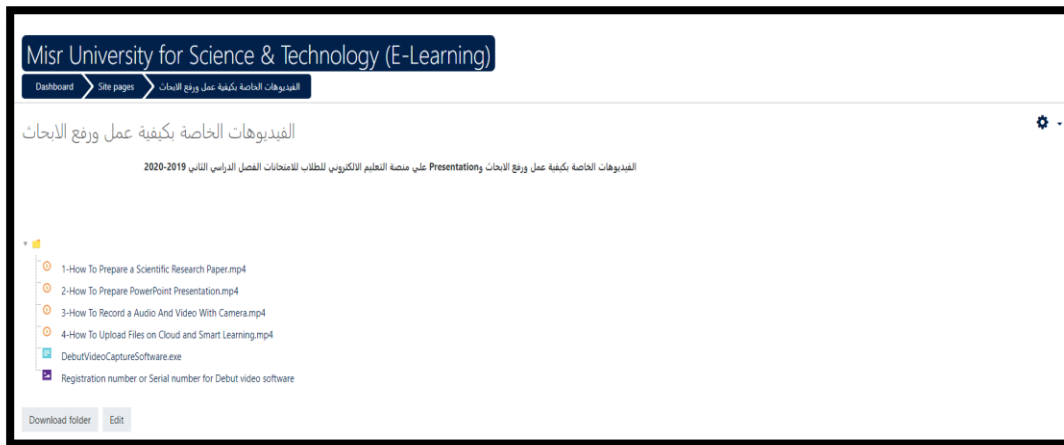 Misr University for Science & Technology (E-Learning)
Dashboard Site pages الفيديوهات الخاصة بكيفية عمل ورفع الابحاث
الفيديوهات الخاصة بكيفية عمل ورفع الابحاث
الفيديوهات الخاصة بكيفية عمل ورفع الابحاث وPresentation علي منصة التعليم الالكتروني للطلاب للامتحانات الفصل الدراسي الثاني 2019-2020
1-How To Prepare a Scientific Research Paper.mp4
2-How To Prepare PowerPoint Presentation.mp4
3-How To Record a Audio And Video With Camera.mp4
4-How To Upload Files on Cloud and Smart Learning.mp4
DebutVideoCaptureSoftware.exe
Registration number or Serial number for Debut video software
Download folder Edit